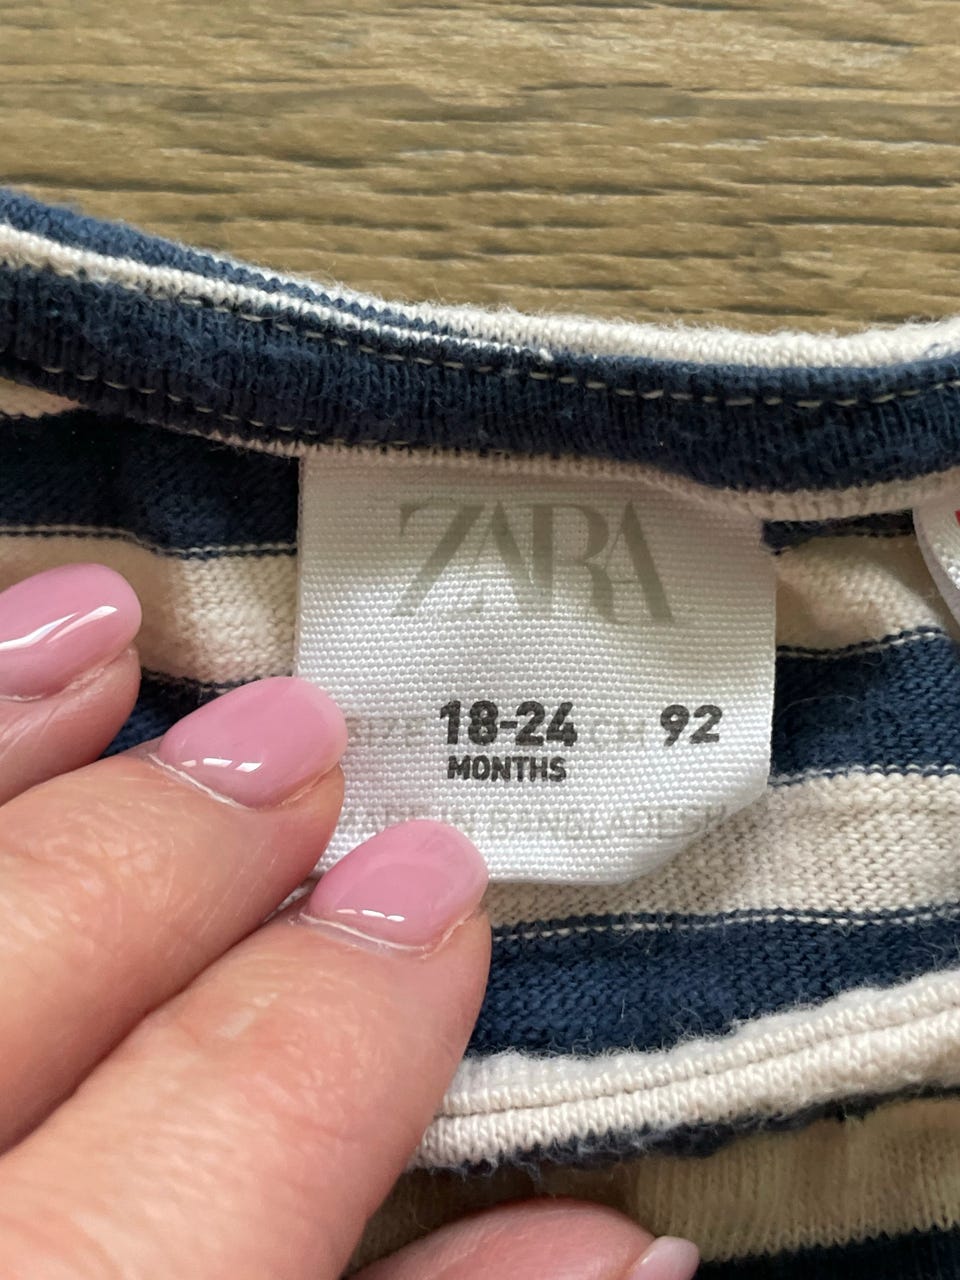 ZARA
18-24 92
MONTHS